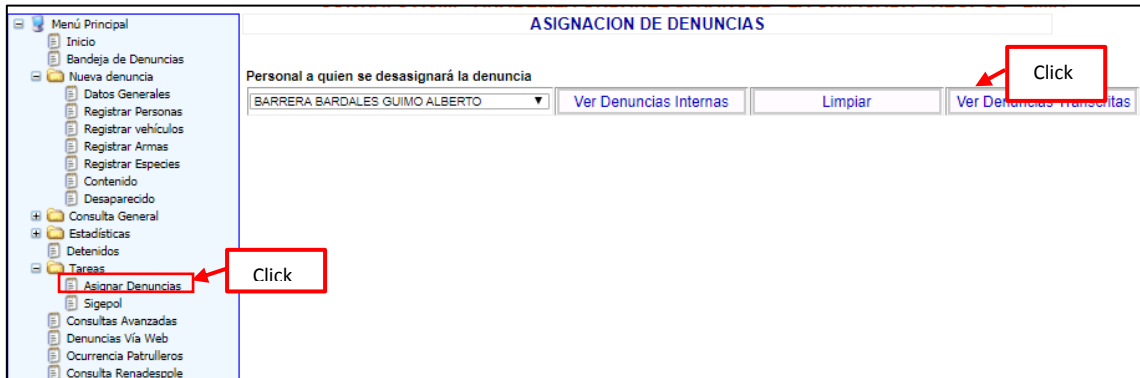 Menú Principal
Inicio
Bandeja de Denuncias
Nueva denuncia
Datos Generales
Registrar Personas
Registrar vehículos
Registrar Armas
Registrar Especies
Contenido
Desaparecido
Consulta General
Estadísticas
Detenidos
Tareas
Asignar Denuncias
Sigepol
Consultas Avanzadas
Denuncias Vía Web
Ocurrencia Patrulleros
Consulta Renadespple
Click
ASIGNACION DE DENUNCIAS
Personal a quien se desasignará la denuncia
Click
BARRERA BARDALES GUIMO ALBERTO Ver Denuncias Internas Limpiar Ver Denuncias Transcritas